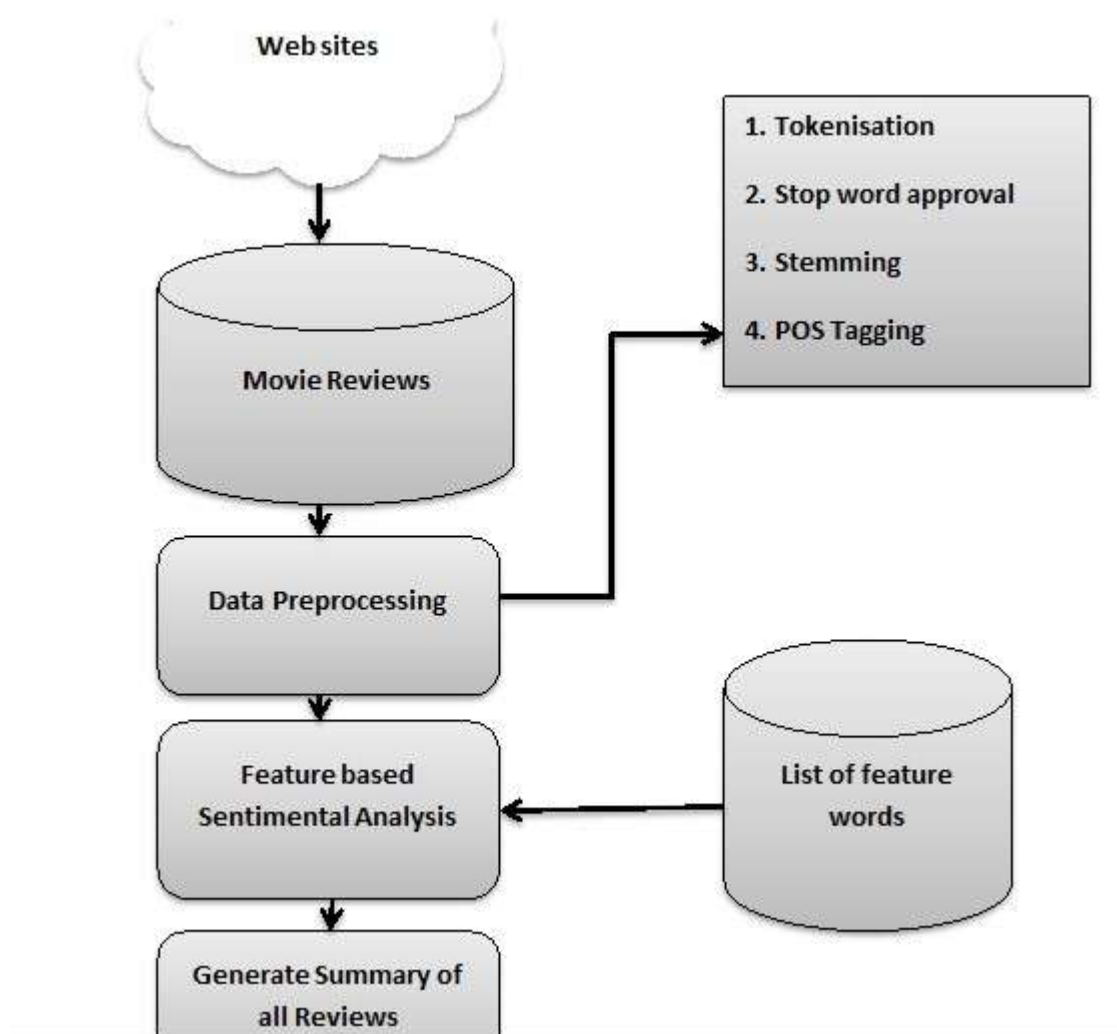 Web sites
1. Tokenisation
2. Stop word approval
3. Stemming
4. POS Tagging
Movie Reviews
Data Preprocessing
Feature based
Sentimental Analysis
List of feature
words
Generate Summary of
all Reviews